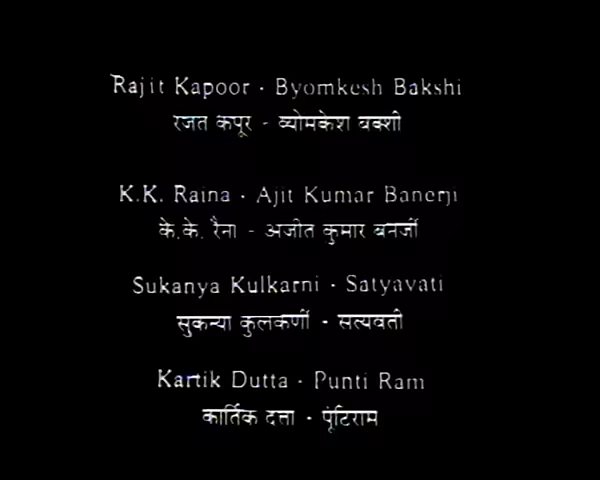 Rajit Kapoor - Byomkesh Bakshi
रजत कपूर - व्योमकेश बक्शी
K.K. Raina - Ajit Kumar Banerji
के.के. रैना - अजीत कुमार बनर्जी
Sukanya Kulkarni - Satyavati
सुकन्या कुलकर्णी - सत्यवती
Kartik Dutta - Punti Ram
कार्तिक दत्ता - पूंटिराम